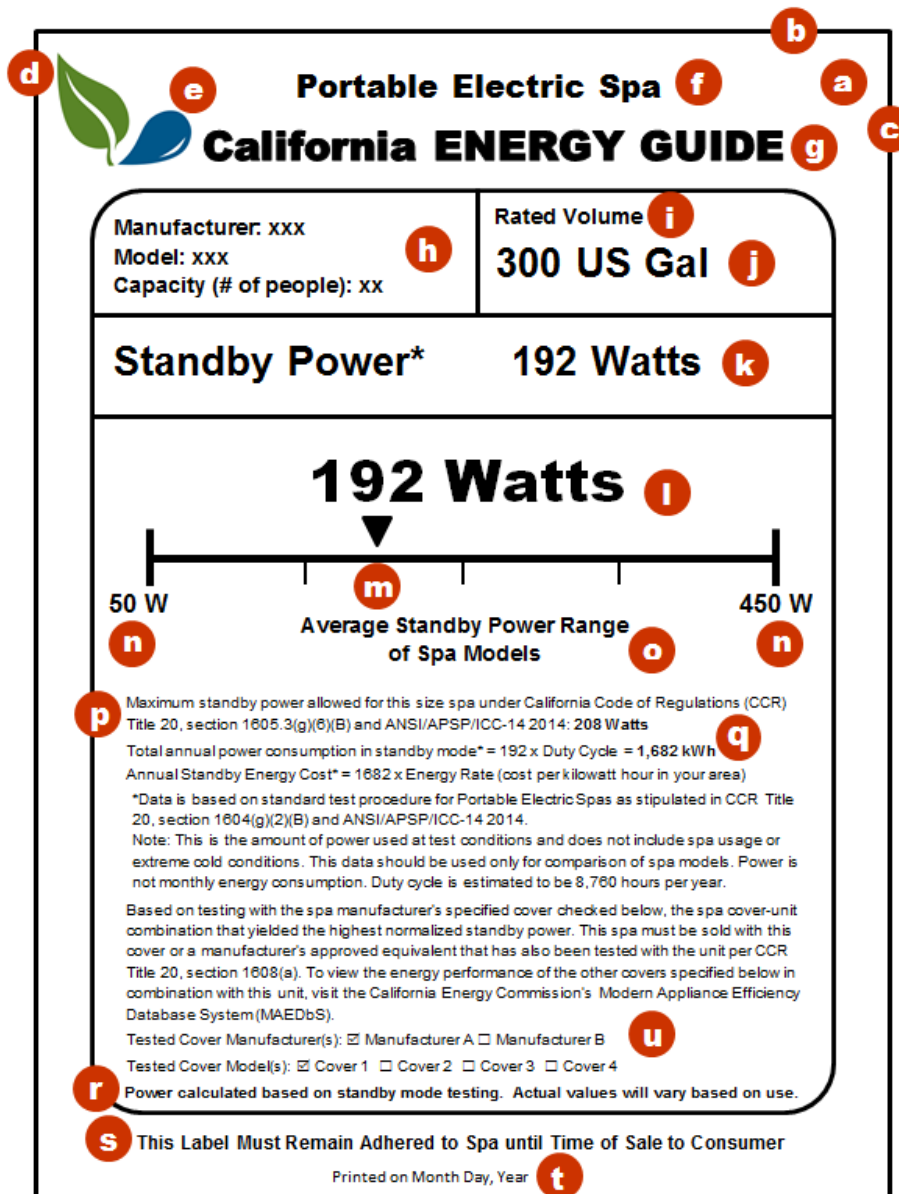 b
d
Portable Electric Spa f
a
e
c
California ENERGY GUIDE g
Manufacturer: xxx
Model: xxx
Capacity (# of people): xx
h
Rated Volume i
300 US Gal j
Standby Power* 192 Watts k
192 Watts l
m
50 W 450 W
n n
Average Standby Power Range
of Spa Models o
p Maximum standby power allowed for this size spa under California Code of Regulations (CCR)
Title 20, section 1605.3(g)(6)(B) and ANSI/APSP/ICC-14 2014: 208 Watts
Total annual power consumption in standby mode* = 192 x Duty Cycle = 1,682 kWh q
Annual Standby Energy Cost* = 1682 x Energy Rate (cost per kilowatt hour in your area)
*Data is based on standard test procedure for Portable Electric Spas as stipulated in CCR Title
20, section 1604(g)(2)(B) and ANSI/APSP/ICC-14 2014.
Note: This is the amount of power used at test conditions and does not include spa usage or
extreme cold conditions. This data should be used only for comparison of spa models. Power is
not monthly energy consumption. Duty cycle is estimated to be 8,760 hours per year.
Based on testing with the spa manufacturer's specified cover checked below, the spa cover-unit
combination that yielded the highest normalized standby power. This spa must be sold with this
cover or a manufacturer's approved equivalent that has also been tested with the unit per CCR
Title 20, section 1608(a). To view the energy performance of the other covers specified below in
combination with this unit, visit the California Energy Commission's Modern Appliance Efficiency
Database System (MAEDbS).
Tested Cover Manufacturer(s): ☑ Manufacturer A ☐ Manufacturer B
u
Tested Cover Model(s): ☑ Cover 1 ☐ Cover 2 ☐ Cover 3 ☐ Cover 4
r Power calculated based on standby mode testing. Actual values will vary based on use.
s This Label Must Remain Adhered to Spa until Time of Sale to Consumer
Printed on Month Day, Year t